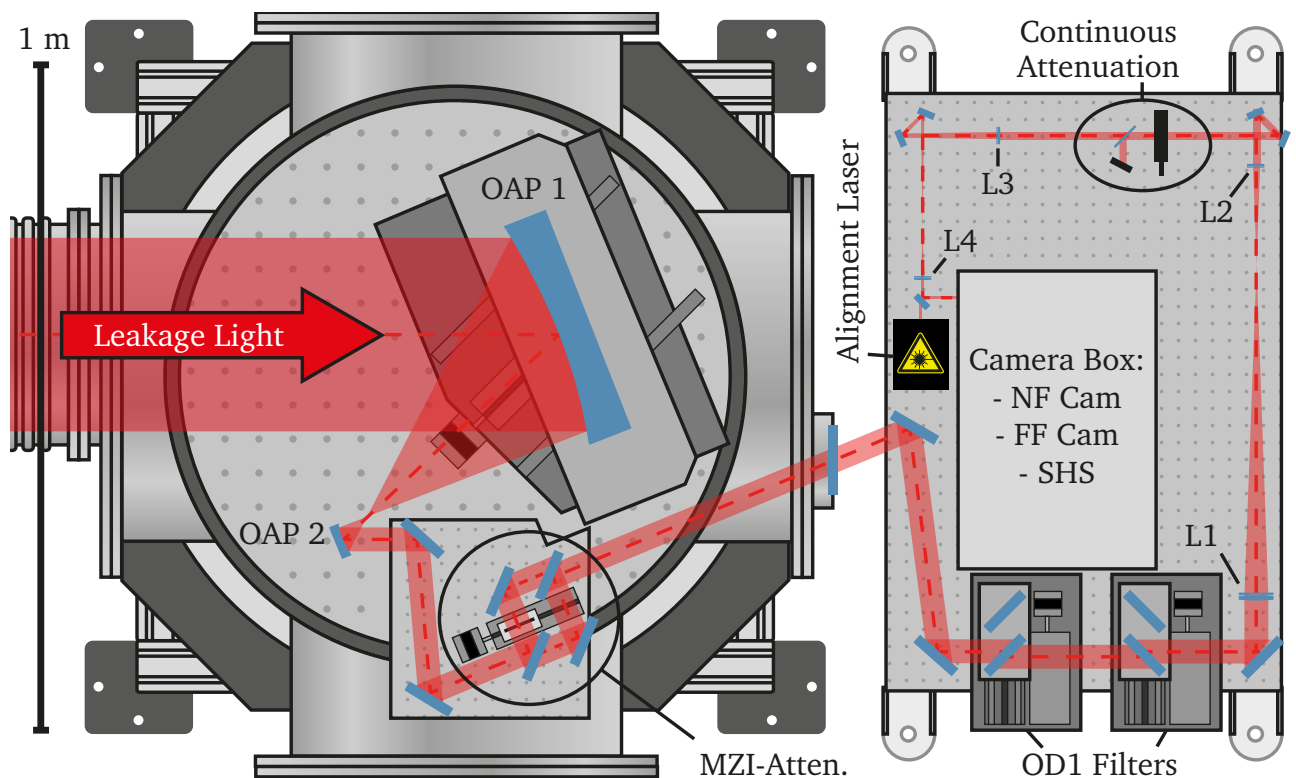 1 m
OAP 1
Leakage Light
OAP 2
MZI-Atten.
Continuous
Attenuation
L3
L2
Alignment Laser
L4
Camera Box:
- NF Cam
- FF Cam
- SHS
L1
OD1 Filters